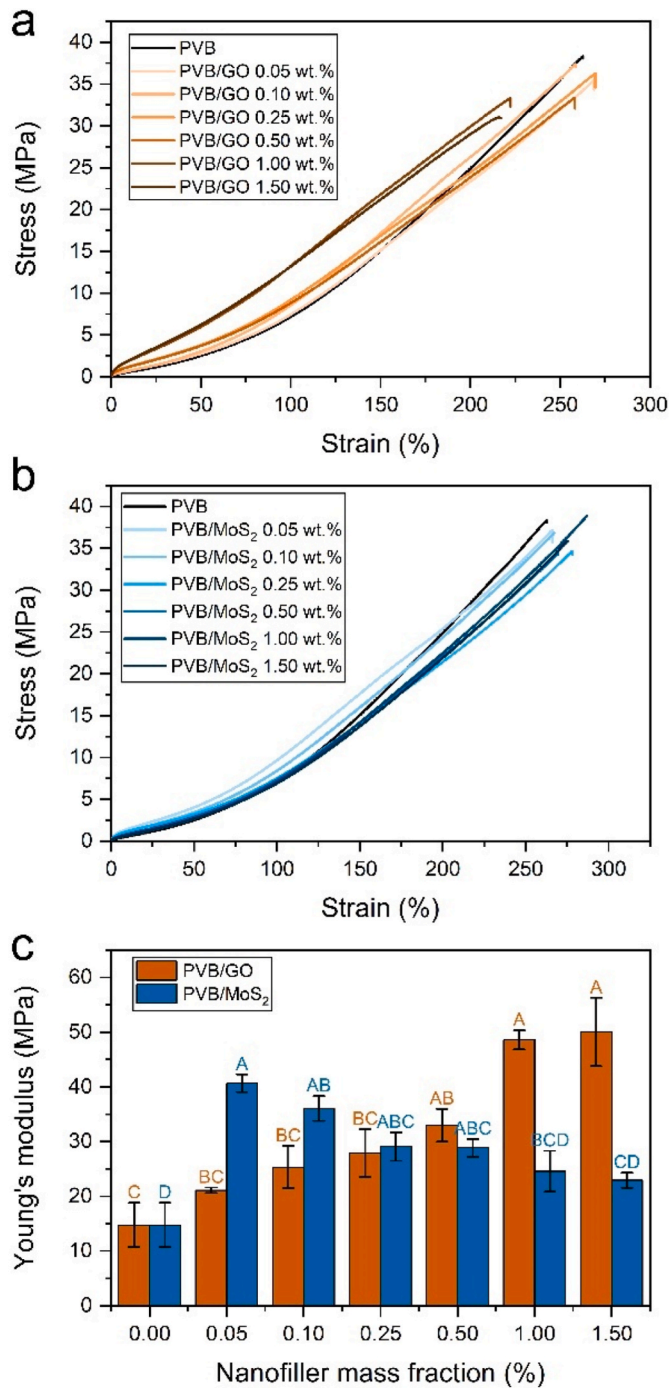 a
Stress (MPa)
40
35
30
25
20
15
10
5
0
PVB
PVB/GO 0.05 wt.%
PVB/GO 0.10 wt.%
PVB/GO 0.25 wt.%
PVB/GO 0.50 wt.%
PVB/GO 1.00 wt.%
PVB/GO 1.50 wt.%
0 50 100 150 200 250 300
Strain (%)
b
Stress (MPa)
40
35
30
25
20
15
10
5
0
PVB
PVB/MoS₂ 0.05 wt.%
PVB/MoS₂ 0.10 wt.%
PVB/MoS₂ 0.25 wt.%
PVB/MoS₂ 0.50 wt.%
PVB/MoS₂ 1.00 wt.%
PVB/MoS₂ 1.50 wt.%
0 50 100 150 200 250 300
Strain (%)
c
Young's modulus (MPa)
60
50
40
30
20
10
0
PVB/GO
PVB/MoS₂
C D BC A BC AB BC ABC AB ABC A BCD A CD
0.00 0.05 0.10 0.25 0.50 1.00 1.50
Nanofiller mass fraction (%)